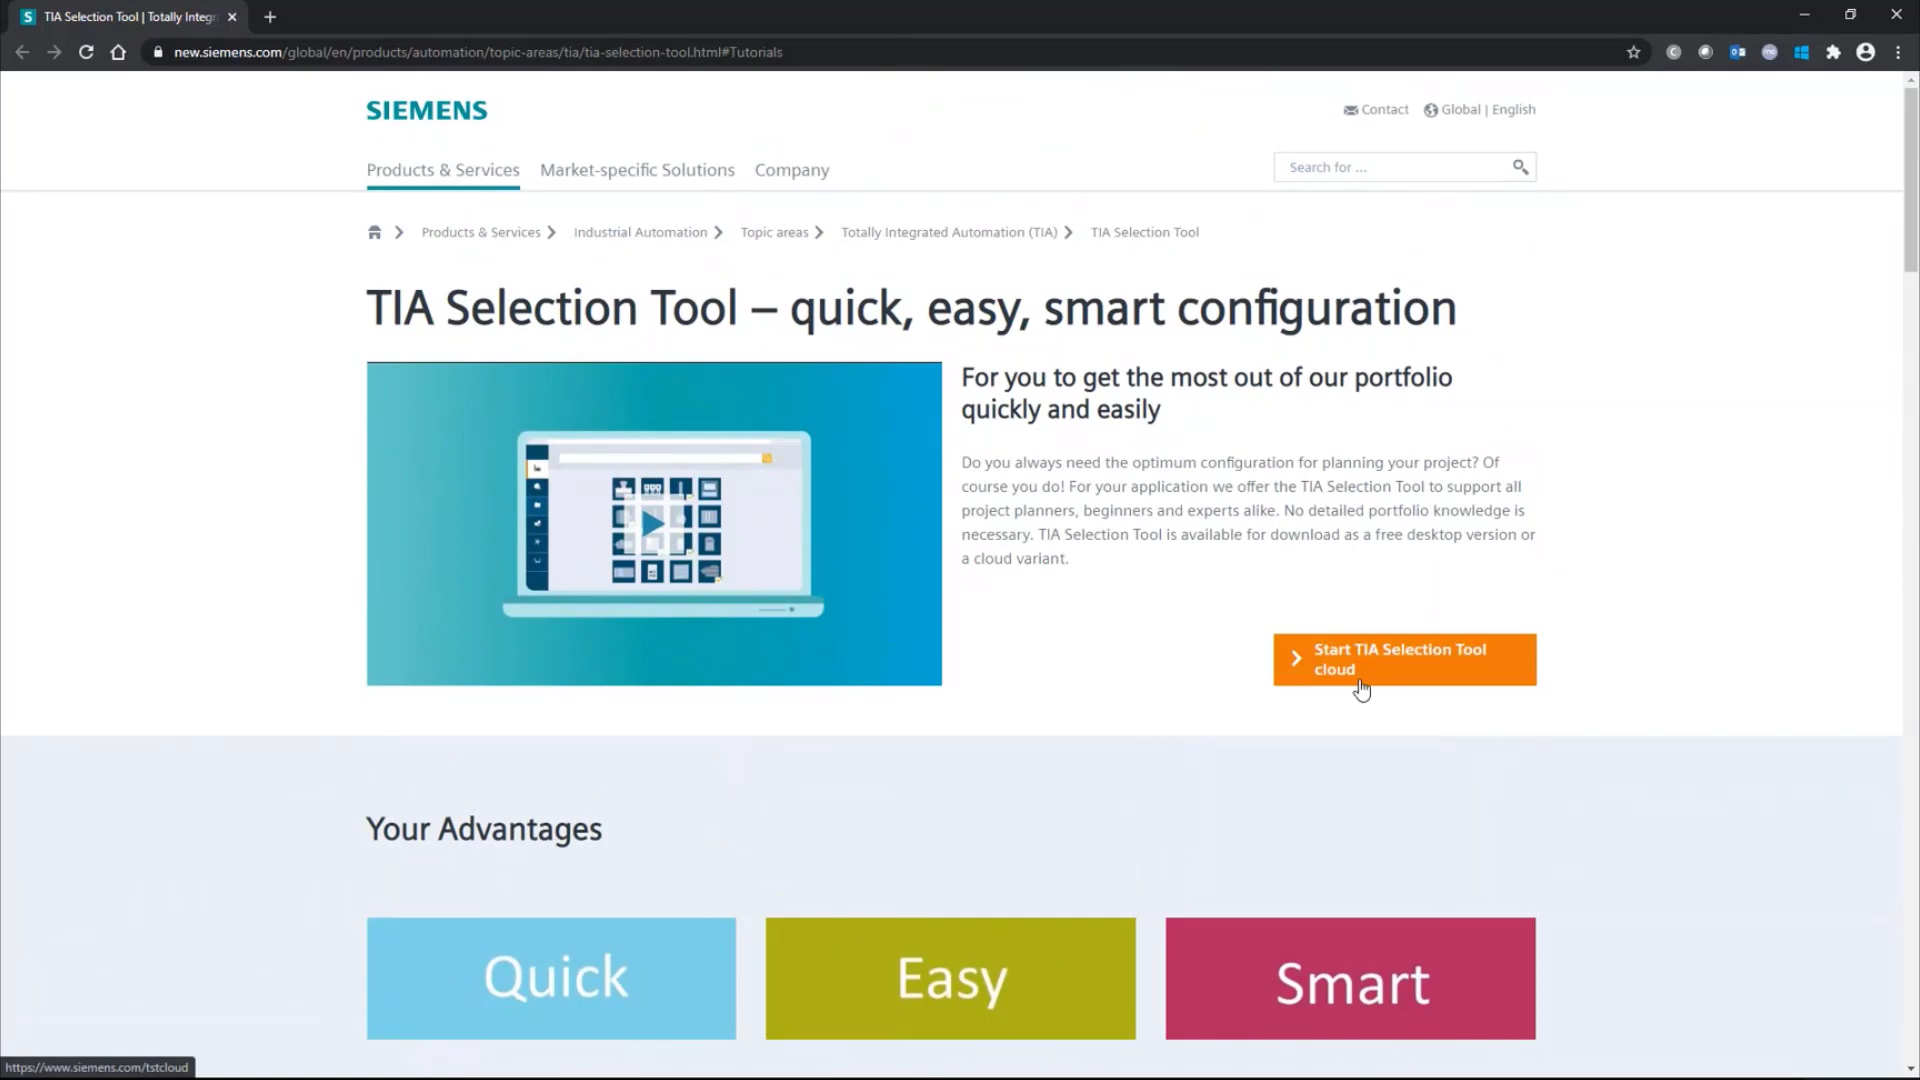 TIA Selection Tool | Totally Integr
new.siemens.com/global/en/products/automation/topic-areas/tia/tia-selection-tool.html#Tutorials
SIEMENS
Contact
Global | English
Products & Services
Market-specific Solutions
Company
Search for ...
Products & Services
Industrial Automation
Topic areas
Totally Integrated Automation (TIA)
TIA Selection Tool
TIA Selection Tool – quick, easy, smart configuration
For you to get the most out of our portfolio
quickly and easily
Do you always need the optimum configuration for planning your project? Of
course you do! For your application we offer the TIA Selection Tool to support all
project planners, beginners and experts alike. No detailed portfolio knowledge is
necessary. TIA Selection Tool is available for download as a free desktop version or
a cloud variant.
Start TIA Selection Tool
cloud
Your Advantages
Quick
Easy
Smart
https://www.siemens.com/tstcloud